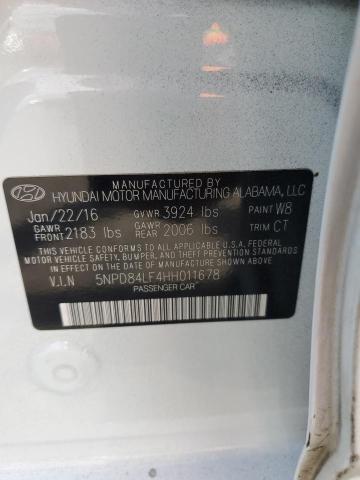 MANUFACTURED BY
HYUNDAI MOTOR MANUFACTURING ALABAMA, LLC
Jan/22/16 GVWR 3924 lbs PAINT W8
GAWR FRONT 2183 lbs GAWR REAR 2006 lbs TRIM CT
THIS VEHICLE CONFORMS TO ALL APPLICABLE U.S.A. FEDERAL
MOTOR VEHICLE SAFETY, BUMPER, AND THEFT PREVENTION STANDARDS
IN EFFECT ON THE DATE OF MANUFACTURE SHOWN ABOVE.
V.I.N 5NPD84LF4HH011678
PASSENGER CAR